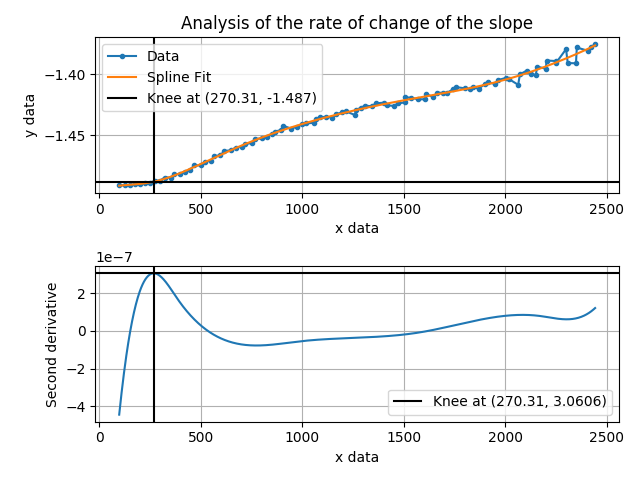 Analysis of the rate of change of the slope
Data
Spline Fit
Knee at (270.31, -1.487)
−1.40
−1.45
y data
0 500 1000 1500 2000 2500
x data
1e−7
2
0
−2
−4
Second derivative
Knee at (270.31, 3.0606)
0 500 1000 1500 2000 2500
x data